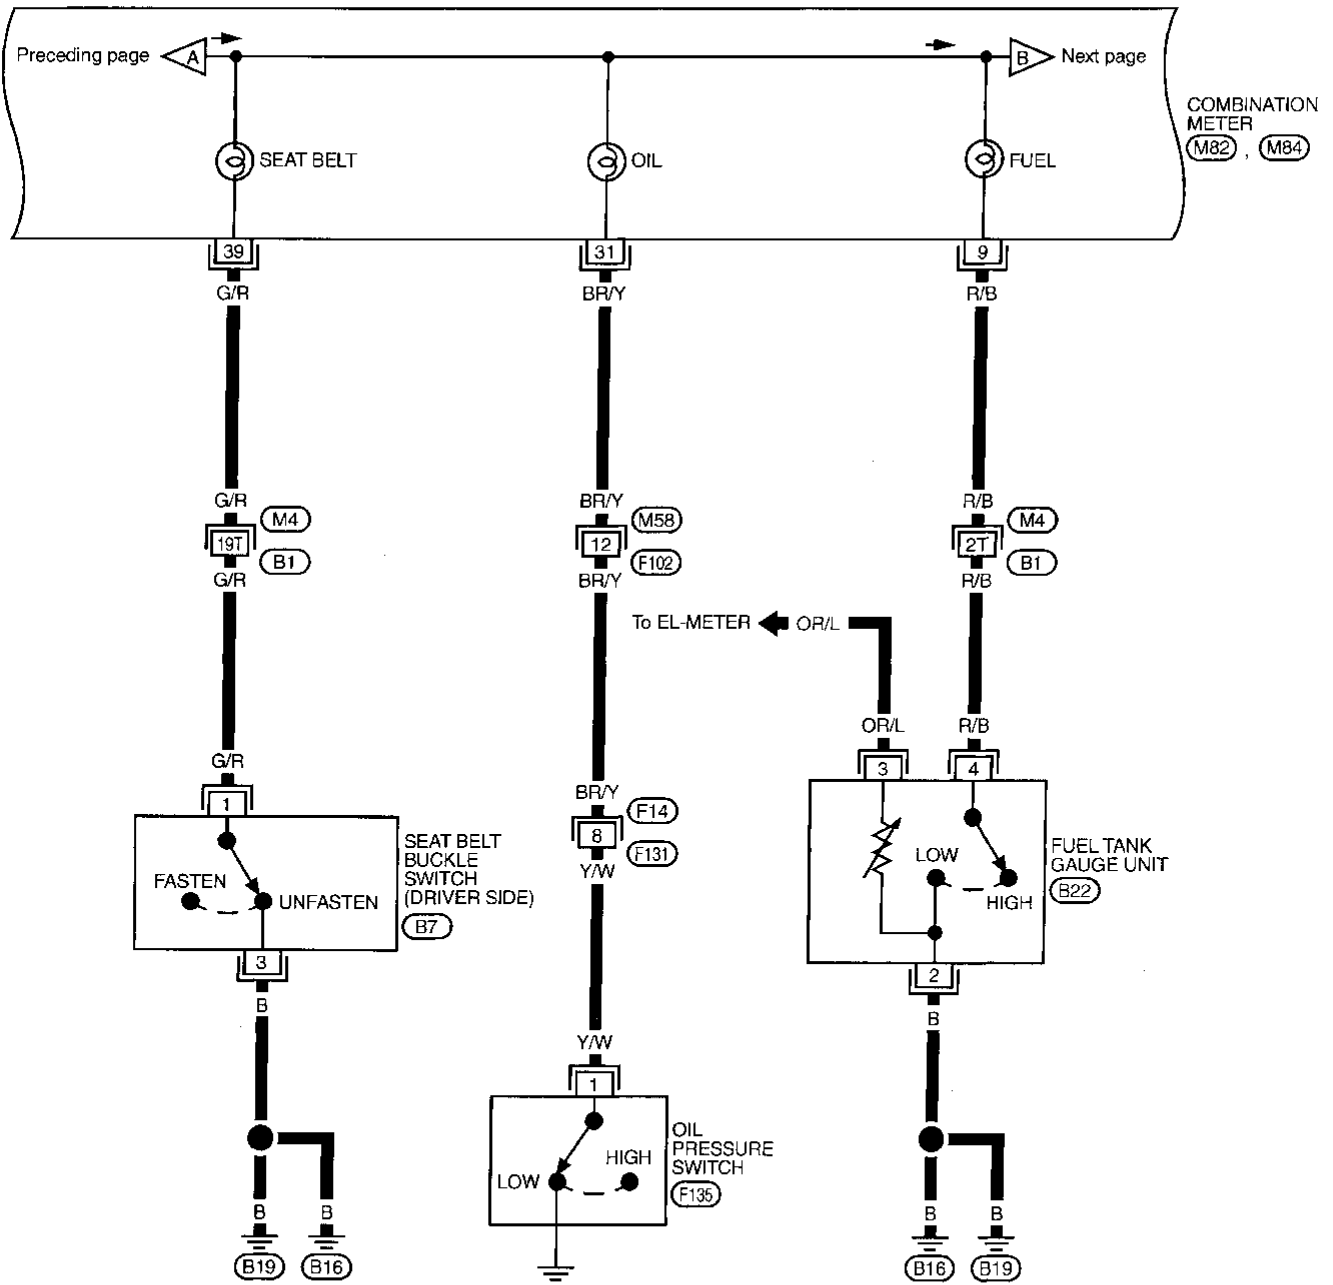 Preceding page
A
B
Next page
COMBINATION
METER
M82 , M84
SEAT BELT
OIL
FUEL
39
31
9
G/R
BR/Y
R/B
G/R
BR/Y
R/B
M4
M58
M4
19T
12
2T
B1
F102
B1
G/R
BR/Y
R/B
To EL-METER
OR/L
OR/L
R/B
G/R
3
4
BR/Y
1
F14
8
F131
Y/W
SEAT BELT
BUCKLE
SWITCH
(DRIVER SIDE)
B7
FASTEN
UNFASTEN
LOW
HIGH
FUEL TANK
GAUGE UNIT
B22
3
2
B
B
Y/W
1
OIL
PRESSURE
SWITCH
F135
HIGH
LOW
B
B
B
B
B19
B16
B16
B19